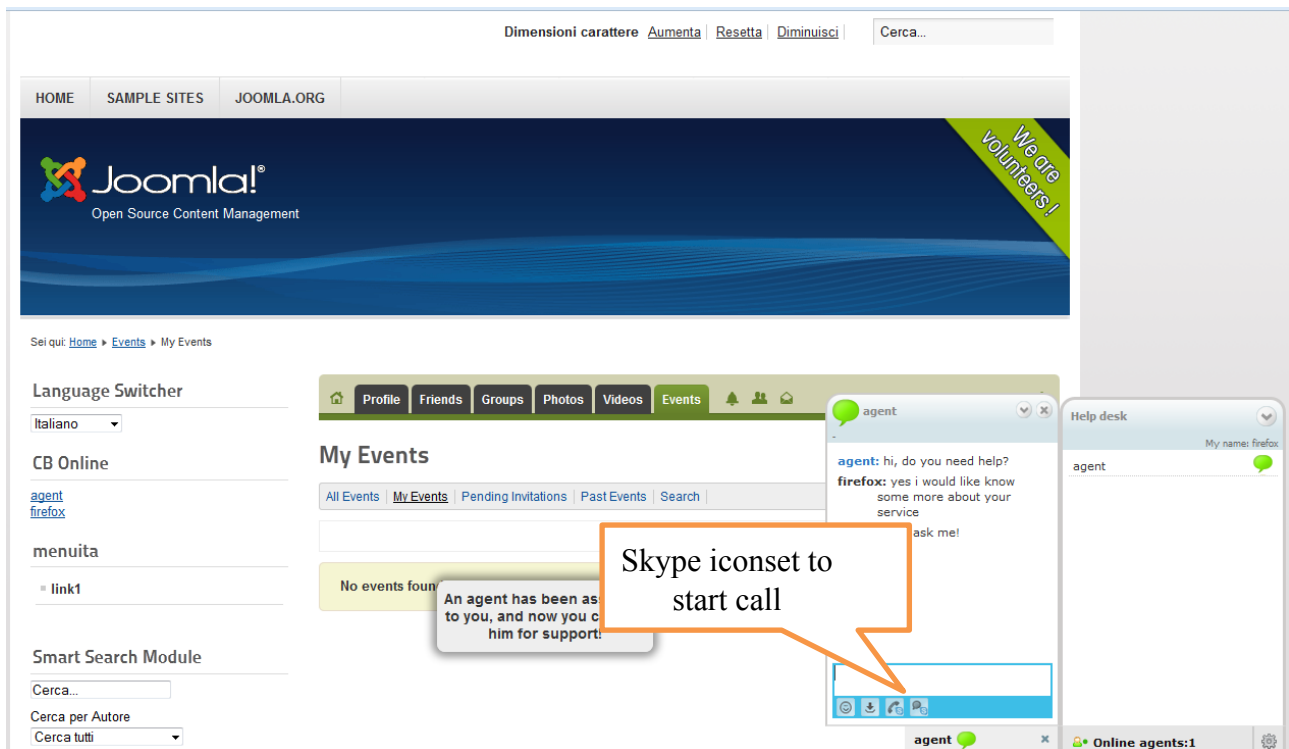 Dimensioni carattere Aumenta Resetta Diminuisci
Cerca...
HOME SAMPLE SITES JOOMLA.ORG
Joomla!®
Open Source Content Management
We are
volunteers !
Sei qui: Home Events My Events
Language Switcher
Italiano
CB Online
agent
firefox
menuita
link1
Smart Search Module
Cerca...
Cerca per Autore
Cerca tutti
Profile Friends Groups Photos Videos Events
My Events
All Events My Events Pending Invitations Past Events Search
No events foun
An agent has been as
to you, and now you c
him for support!
Skype iconset to
start call
agent
agent: hi, do you need help?
firefox: yes i would like know
some more about your
service
ask me!
agent
Help desk
My name: firefox
agent
Online agents:1